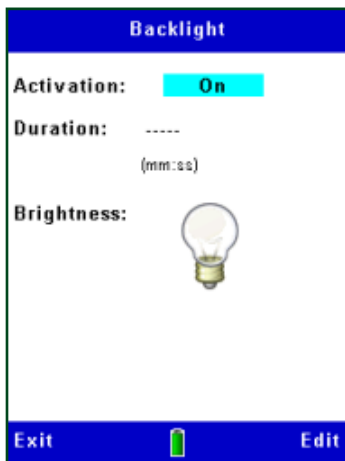 Backlight
Activation: On
Duration: -----
(mm:ss)
Brightness:
Exit Edit